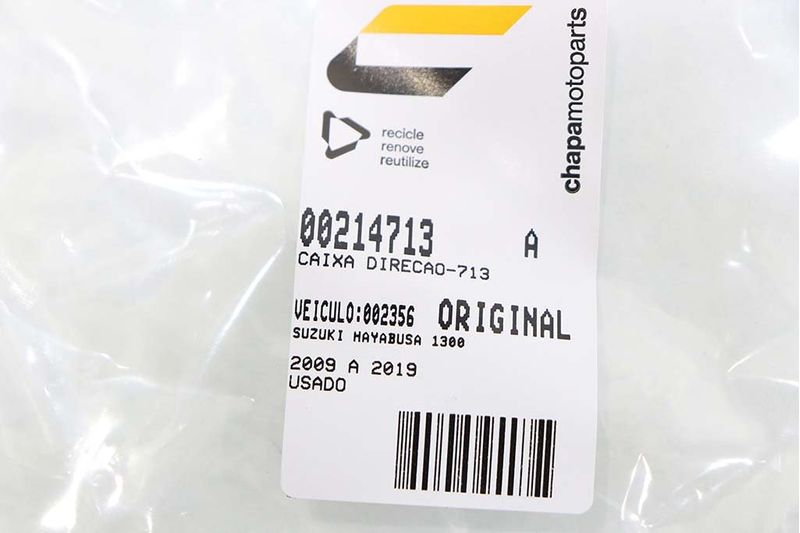 chapamotoparts
recicle
renove
reutilize
00214713 A
CAIXA DIRECAO-713
VEICULO:002356 ORIGINAL
SUZUKI HAYABUSA 1300
2009 A 2019
USADO